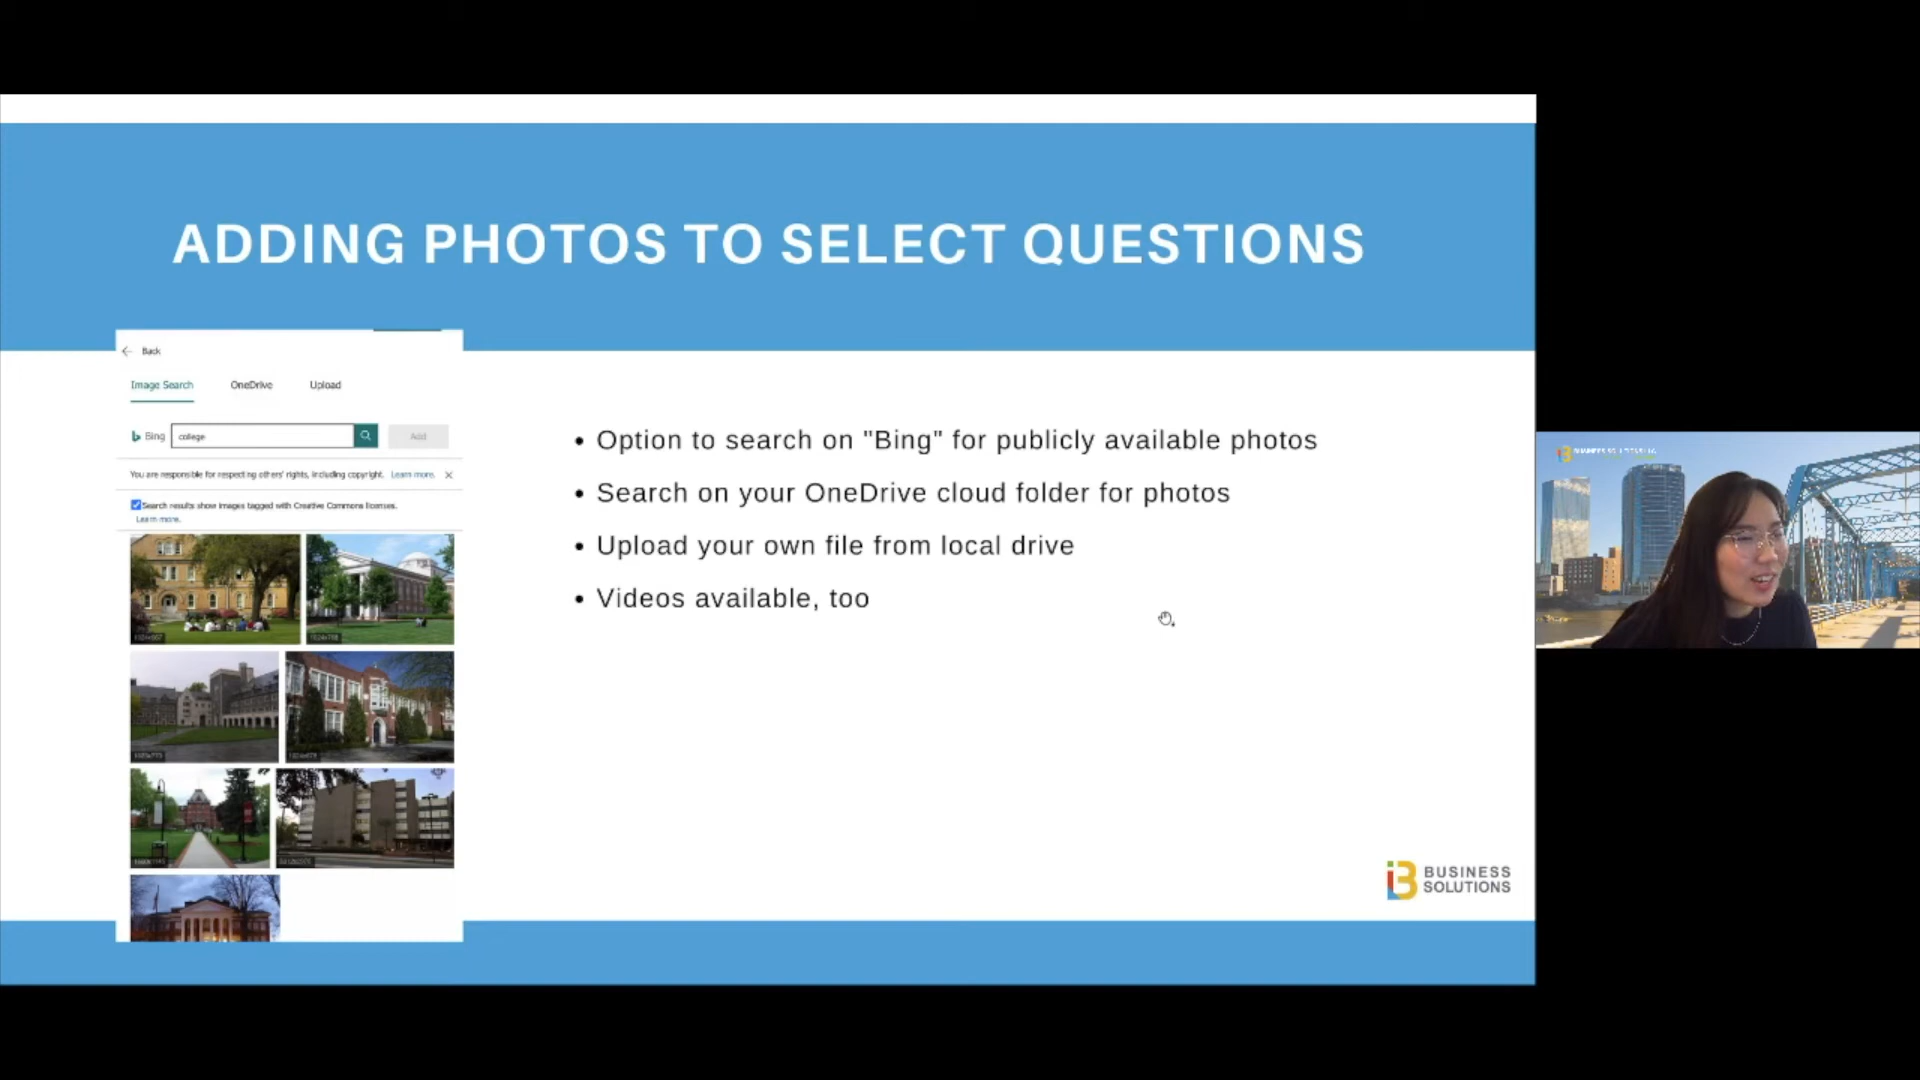 ADDING PHOTOS TO SELECT QUESTIONS
Back
Image Search OneDrive Upload
Bing college Add
You are responsible for respecting others' rights, including copyright. Learn more.
Search results show images tagged with Creative Commons licenses.
Learn more.
• Option to search on "Bing" for publicly available photos
• Search on your OneDrive cloud folder for photos
• Upload your own file from local drive
• Videos available, too
BUSINESS
SOLUTIONS